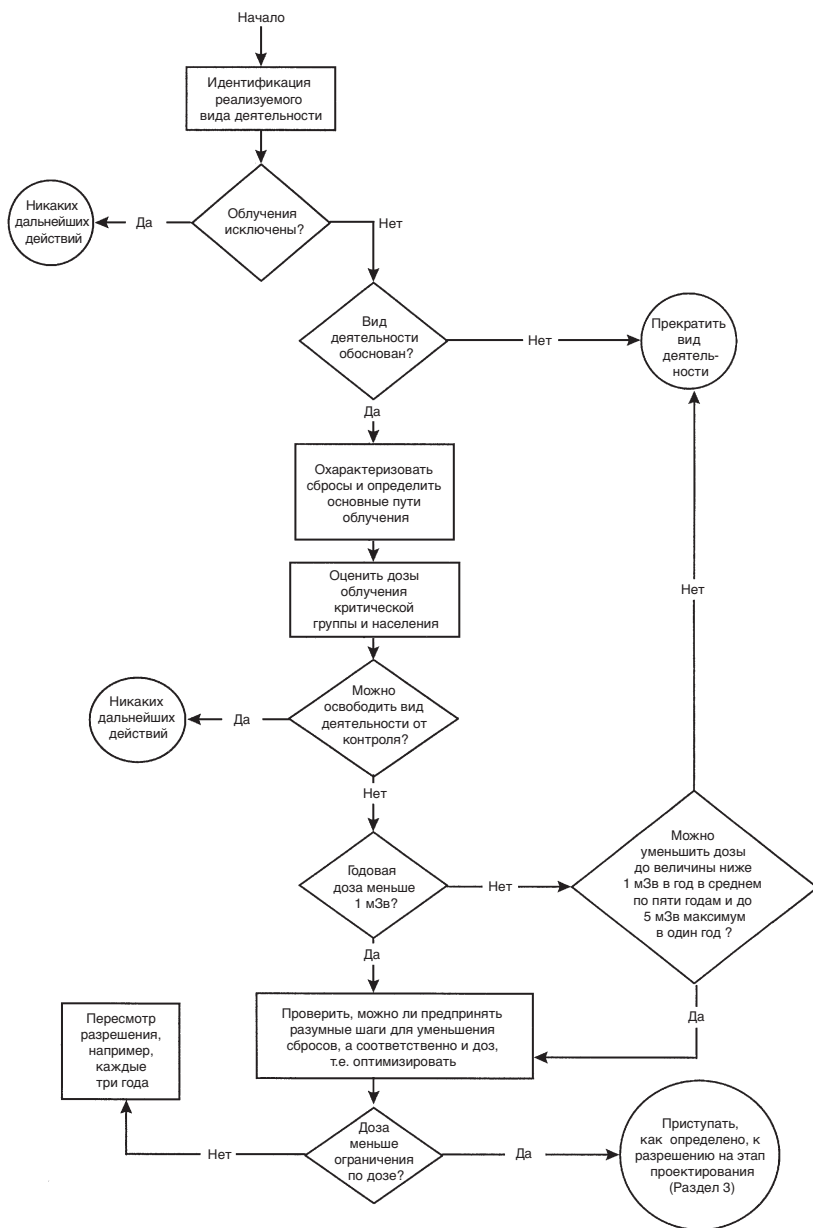 Начало
Идентификация
реализуемого
вида деятельности
Облучения
исключены?
Да
Никаких
дальнейших
действий
Нет
Вид
деятельности
обоснован?
Нет
Прекратить
вид
деятель-
ности
Да
Охарактеризовать
сбросы и определить
основные пути
облучения
Оценить дозы
облучения
критической
группы и населения
Можно
освободить вид
деятельности от
контроля?
Да
Никаких
дальнейших
действий
Нет
Годовая
доза меньше
1 мЗв?
Нет
Можно
уменьшить дозы
до величины ниже
1 мЗв в год в среднем
по пяти годам и до
5 мЗв максимум
в один год ?
Нет
Да
Да
Проверить, можно ли предпринять
разумные шаги для уменьшения
сбросов, а соответственно и доз,
т.е. оптимизировать
Доза
меньше
ограничения
по дозе?
Нет
Пересмотр
разрешения,
например,
каждые
три года
Да
Приступать,
как определено, к
разрешению на этап
проектирования
(Раздел 3)